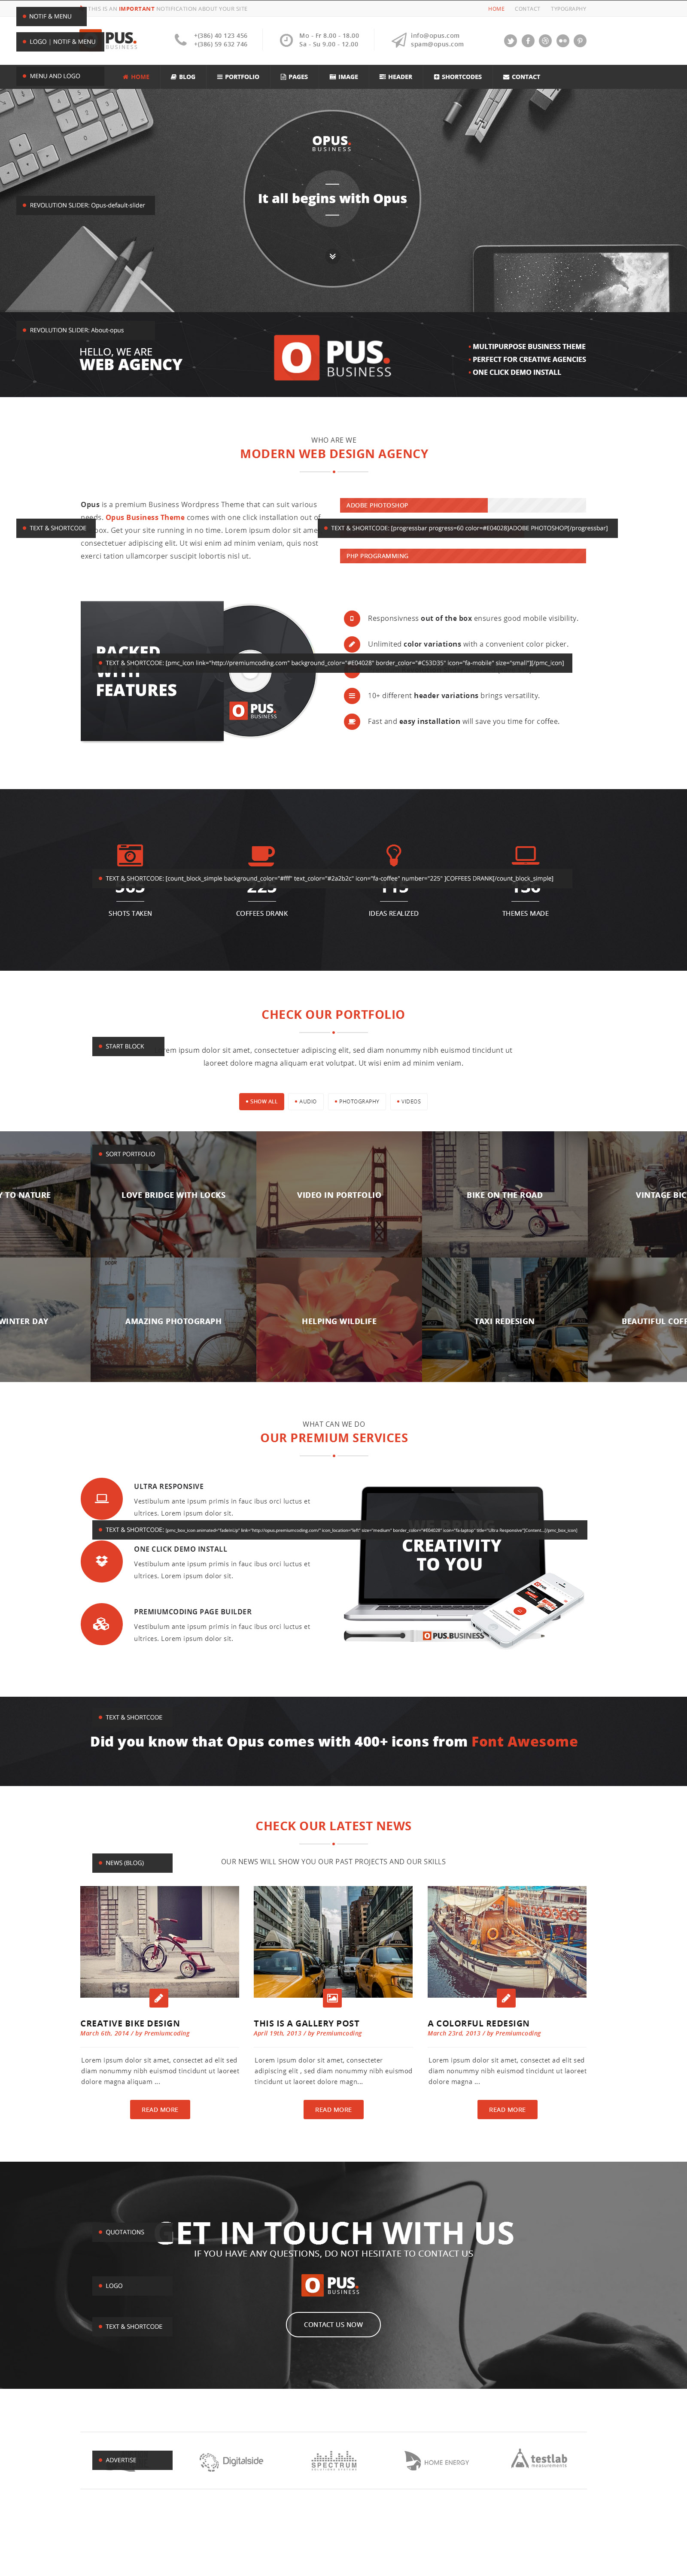 NOTIF & MENU
THIS IS AN IMPORTANT NOTIFICATION ABOUT YOUR SITE
HOME CONTACT TYPOGRAPHY
LOGO | NOTIF & MENU
PUS.
BUSINESS
+(386) 40 123 456
+(386) 59 632 746
Mo - Fr 8.00 - 18.00
Sa - Su 9.00 - 12.00
info@opus.com
spam@opus.com
MENU AND LOGO
HOME BLOG PORTFOLIO PAGES IMAGE HEADER SHORTCODES CONTACT
OPUS.
BUSINESS
It all begins with Opus
REVOLUTION SLIDER: Opus-default-slider
REVOLUTION SLIDER: About-opus
HELLO, WE ARE
WEB AGENCY
OPUS.
BUSINESS
• MULTIPURPOSE BUSINESS THEME
• PERFECT FOR CREATIVE AGENCIES
• ONE CLICK DEMO INSTALL
WHO ARE WE
MODERN WEB DESIGN AGENCY
Opus is a premium Business Wordpress Theme that can suit various
needs. Opus Business Theme comes with one click installation out of
box. Get your site running in no time. Lorem ipsum dolor sit ame
consectetuer adipiscing elit. Ut wisi enim ad minim veniam, quis nost
exerci tation ullamcorper suscipit lobortis nisl ut.
TEXT & SHORTCODE
ADOBE PHOTOSHOP
TEXT & SHORTCODE: [progressbar progress=60 color=#E04028]ADOBE PHOTOSHOP[/progressbar]
PHP PROGRAMMING
PACKED
WITH
FEATURES
OPUS.
BUSINESS
Responsivness out of the box ensures good mobile visibility.
Unlimited color variations with a convenient color picker.
TEXT & SHORTCODE: [pmc_icon link="http://premiumcoding.com" background_color="#E04028" border_color="#C53D35" icon="fa-mobile" size="small"][/pmc_icon]
10+ different header variations brings versatility.
Fast and easy installation will save you time for coffee.
TEXT & SHORTCODE: [count_block_simple background_color="#fff" text_color="#2a2b2c" icon="fa-coffee" number="225" ]COFFEES DRANK[/count_block_simple]
SHOTS TAKEN
COFFEES DRANK
IDEAS REALIZED
THEMES MADE
CHECK OUR PORTFOLIO
START BLOCK
rem ipsum dolor sit amet, consectetuer adipiscing elit, sed diam nonummy nibh euismod tincidunt ut
laoreet dolore magna aliquam erat volutpat. Ut wisi enim ad minim veniam.
SHOW ALL AUDIO PHOTOGRAPHY VIDEOS
SORT PORTFOLIO
Y TO NATURE
LOVE BRIDGE WITH LOCKS
VIDEO IN PORTFOLIO
BIKE ON THE ROAD
VINTAGE BIC
WINTER DAY
AMAZING PHOTOGRAPH
HELPING WILDLIFE
TAXI REDESIGN
BEAUTIFUL COFF
WHAT CAN WE DO
OUR PREMIUM SERVICES
ULTRA RESPONSIVE
Vestibulum ante ipsum primis in fauc ibus orci luctus et
ultrices. Lorem ipsum dolor sit.
TEXT & SHORTCODE: [pmc_box_icon animated="fadeInUp" link="http://opus.premiumcoding.com/" icon_location="left" size="medium" border_color="#E04028" icon="fa-laptop" title="Ultra Responsive"]Content...[/pmc_box_icon]
ONE CLICK DEMO INSTALL
Vestibulum ante ipsum primis in fauc ibus orci luctus et
ultrices. Lorem ipsum dolor sit.
PREMIUMCODING PAGE BUILDER
Vestibulum ante ipsum primis in fauc ibus orci luctus et
ultrices. Lorem ipsum dolor sit.
WE BRING
CREATIVITY
TO YOU
OPUS.BUSINESS
TEXT & SHORTCODE
Did you know that Opus comes with 400+ icons from Font Awesome
CHECK OUR LATEST NEWS
NEWS (BLOG)
OUR NEWS WILL SHOW YOU OUR PAST PROJECTS AND OUR SKILLS
CREATIVE BIKE DESIGN
March 6th, 2014 / by Premiumcoding
Lorem ipsum dolor sit amet, consectet ad elit sed
diam nonummy nibh euismod tincidunt ut laoreet
dolore magna aliquam ...
READ MORE
THIS IS A GALLERY POST
April 19th, 2013 / by Premiumcoding
Lorem ipsum dolor sit amet, consecteter
adipiscing elit , sed diam nonummy nibh euismod
tincidunt ut laoreet dolore magn...
READ MORE
A COLORFUL REDESIGN
March 23rd, 2013 / by Premiumcoding
Lorem ipsum dolor sit amet, consectet ad elit sed
diam nonummy nibh euismod tincidunt ut laoreet
dolore magna ...
READ MORE
QUOTATIONS
GET IN TOUCH WITH US
IF YOU HAVE ANY QUESTIONS, DO NOT HESITATE TO CONTACT US
LOGO
OPUS.
BUSINESS
TEXT & SHORTCODE
CONTACT US NOW
ADVERTISE
Digitalside
SPECTRUM
HOME ENERGY
testlab
measurements